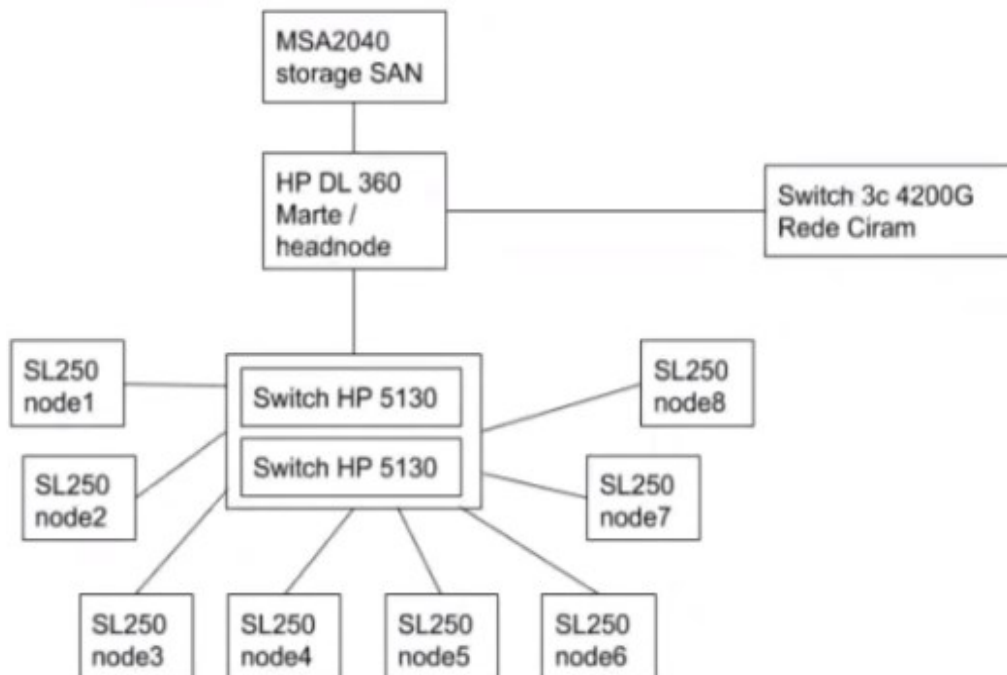 MSA2040
storage SAN
HP DL 360
Marte /
headnode
Switch 3c 4200G
Rede Ciram
SL250
node1
Switch HP 5130
SL250
node8
SL250
node2
Switch HP 5130
SL250
node7
SL250
node3
SL250
node4
SL250
node5
SL250
node6